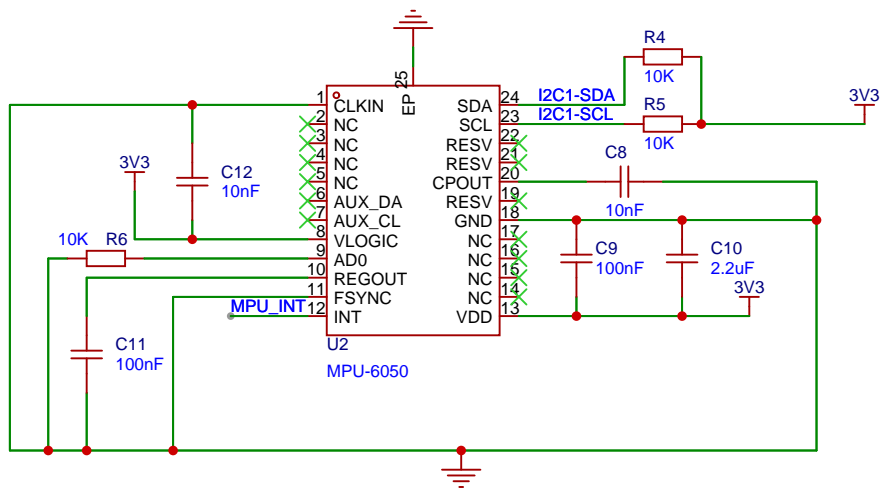 R4
10K
I2C1-SDA
I2C1-SCL
R5
10K
3V3
EP
25
1 CLKIN
2 NC
3 NC
4 NC
5 NC
6 AUX_DA
7 AUX_CL
8 VLOGIC
9 AD0
10 REGOUT
11 FSYNC
12 INT
SDA 24
SCL 23
RESV 22
RESV 21
CPOUT 20
RESV 19
GND 18
NC 17
NC 16
NC 15
NC 14
VDD 13
C12
10nF
3V3
10K R6
MPU_INT
C11
100nF
C8
10nF
C9
100nF
C10
2.2uF
3V3
U2
MPU-6050